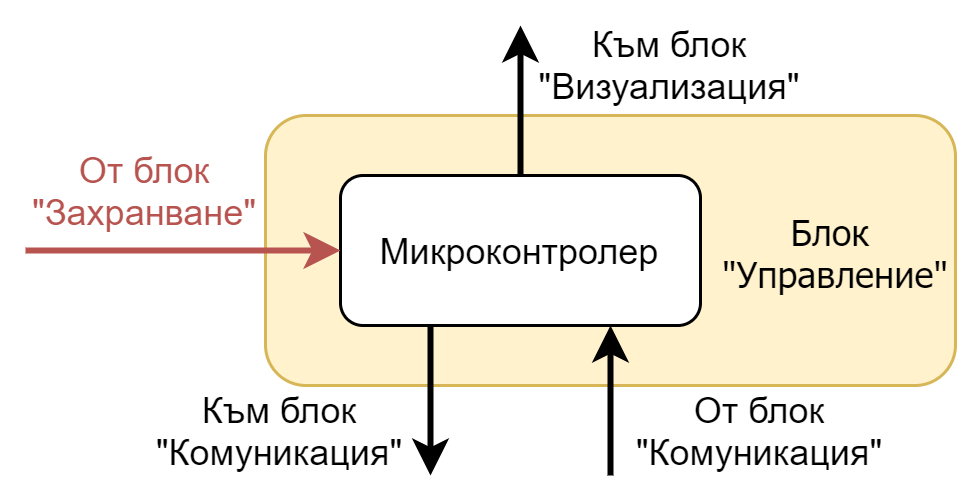 Към блок
"Визуализация"
От блок
"Захранване"
Микроконтролер
Блок
"Управление"
Към блок
"Комуникация"
От блок
"Комуникация"